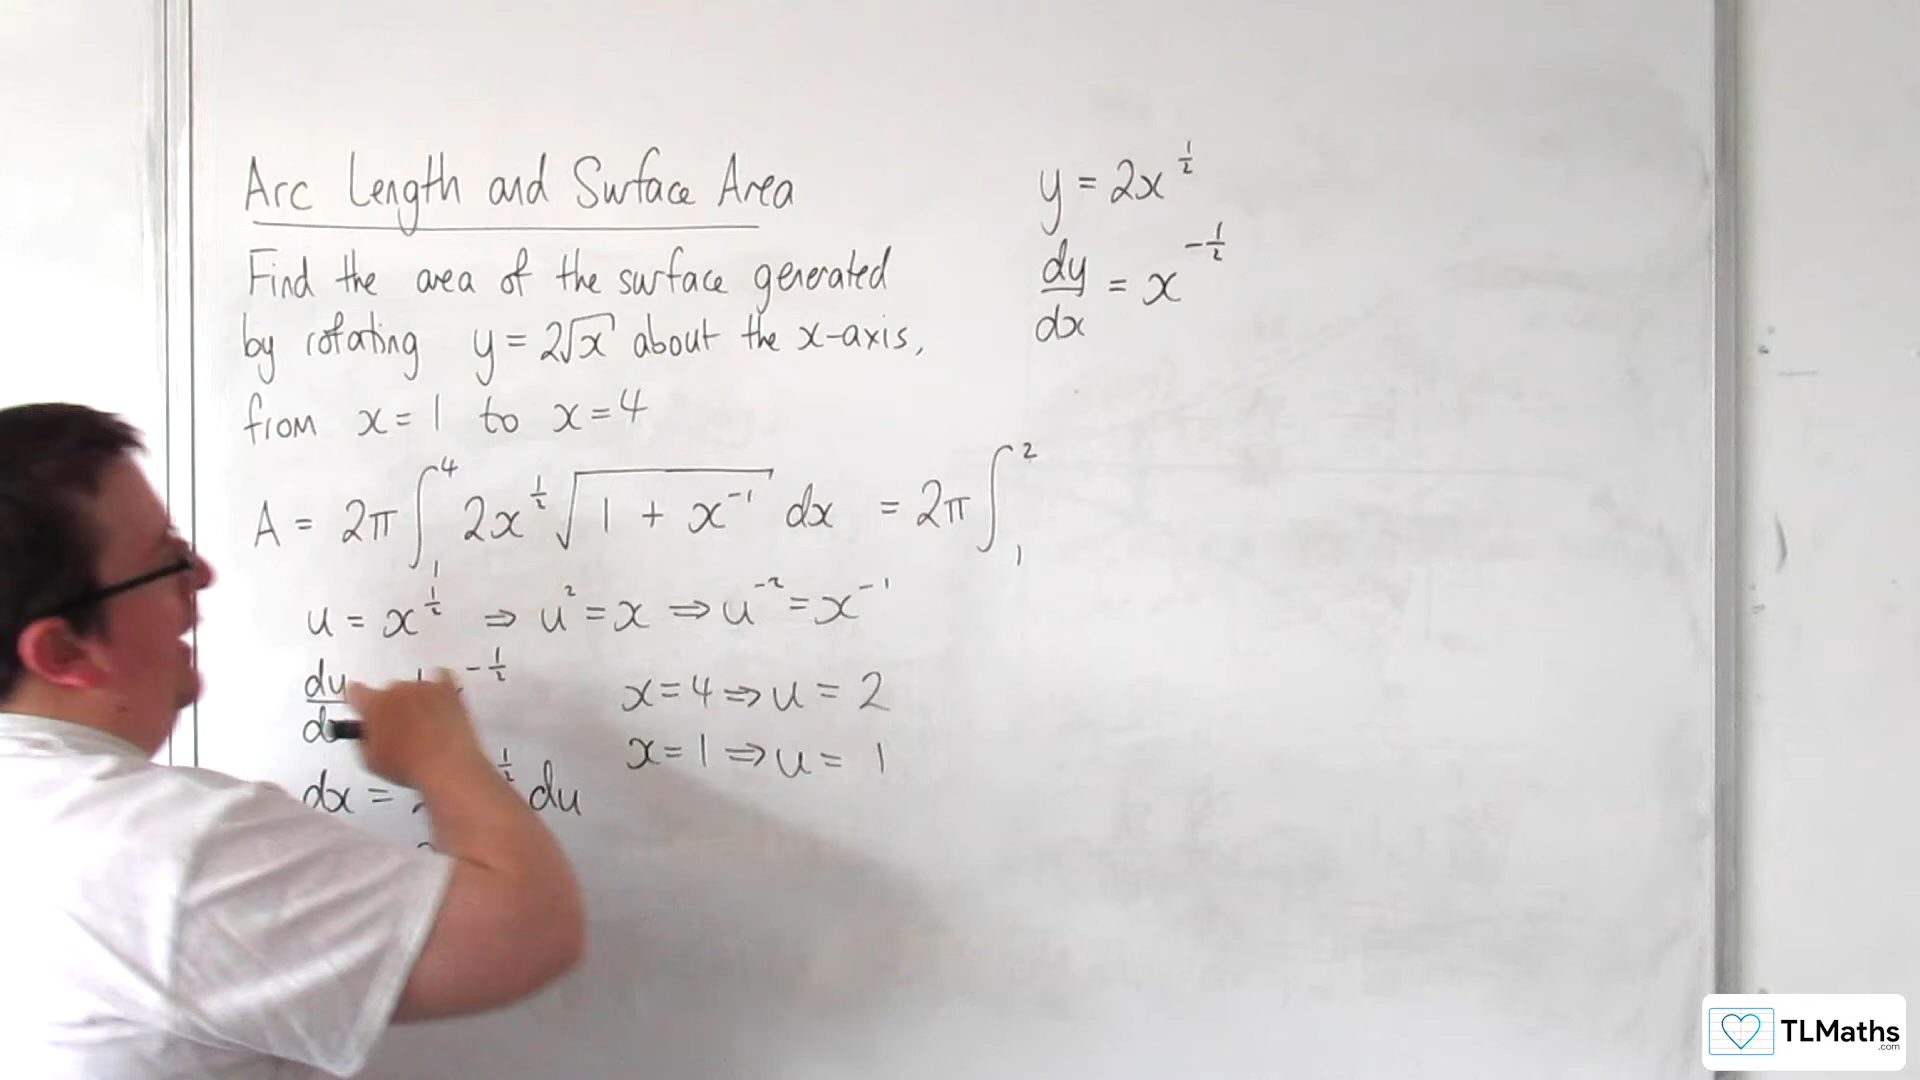 Arc Length and Surface Area
Find the area of the surface generated
by rotating y = 2√x about the x-axis,
from x = 1 to x = 4
A = 2π ∫₁⁴ 2x^½ √(1 + x⁻¹) dx = 2π ∫₁²
u = x^½ ⇒ u² = x ⇒ u⁻² = x⁻¹
du -½
x = 4 ⇒ u = 2
x = 1 ⇒ u = 1
dx = ½ du
y = 2x^½
dy/dx = x^-½
TLMaths
.com